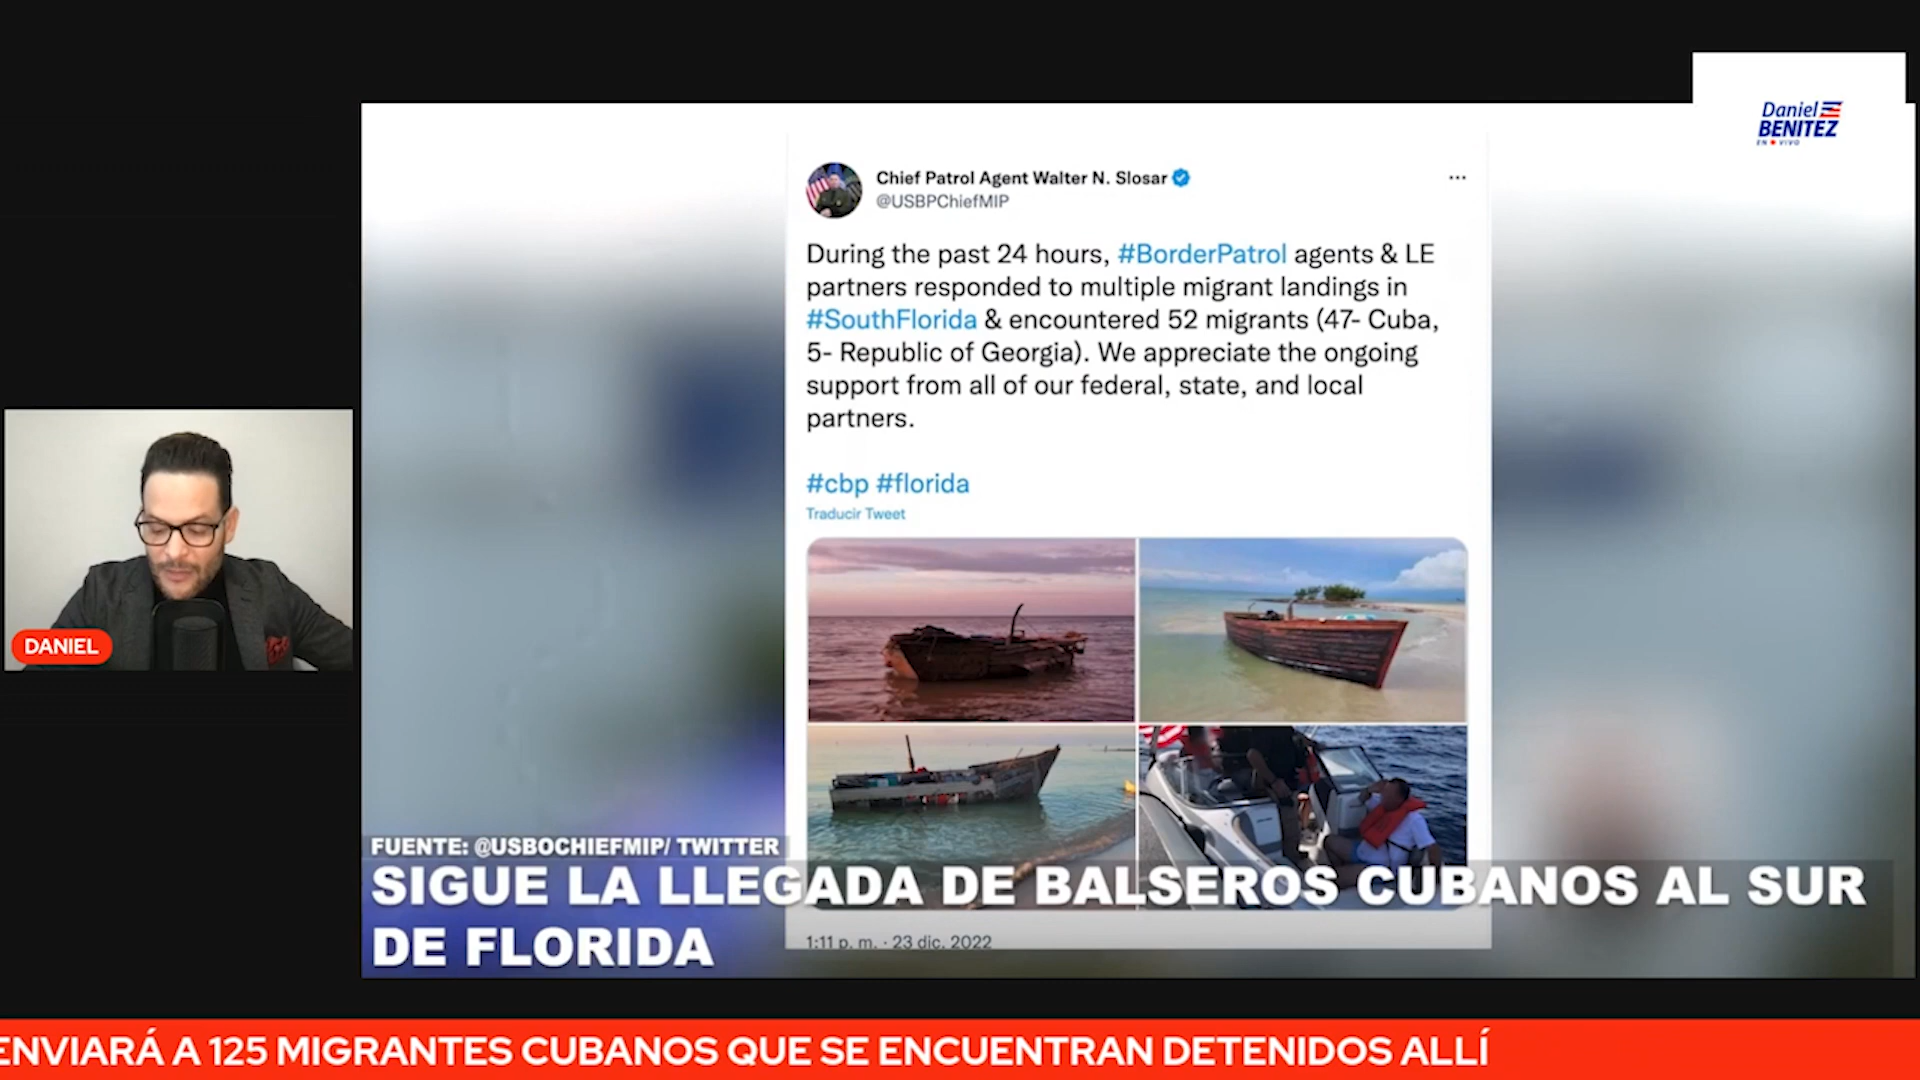 Daniel
BENITEZ
EN VIVO
Chief Patrol Agent Walter N. Slosar
@USBPChiefMIP
During the past 24 hours, #BorderPatrol agents & LE
partners responded to multiple migrant landings in
#SouthFlorida & encountered 52 migrants (47- Cuba,
5- Republic of Georgia). We appreciate the ongoing
support from all of our federal, state, and local
partners.
#cbp #florida
Traducir Tweet
1:11 p. m. · 23 dic. 2022
DANIEL
FUENTE: @USBOCHIEFMIP/ TWITTER
SIGUE LA LLEGADA DE BALSEROS CUBANOS AL SUR
DE FLORIDA
ENVIARÁ A 125 MIGRANTES CUBANOS QUE SE ENCUENTRAN DETENIDOS ALLÍ